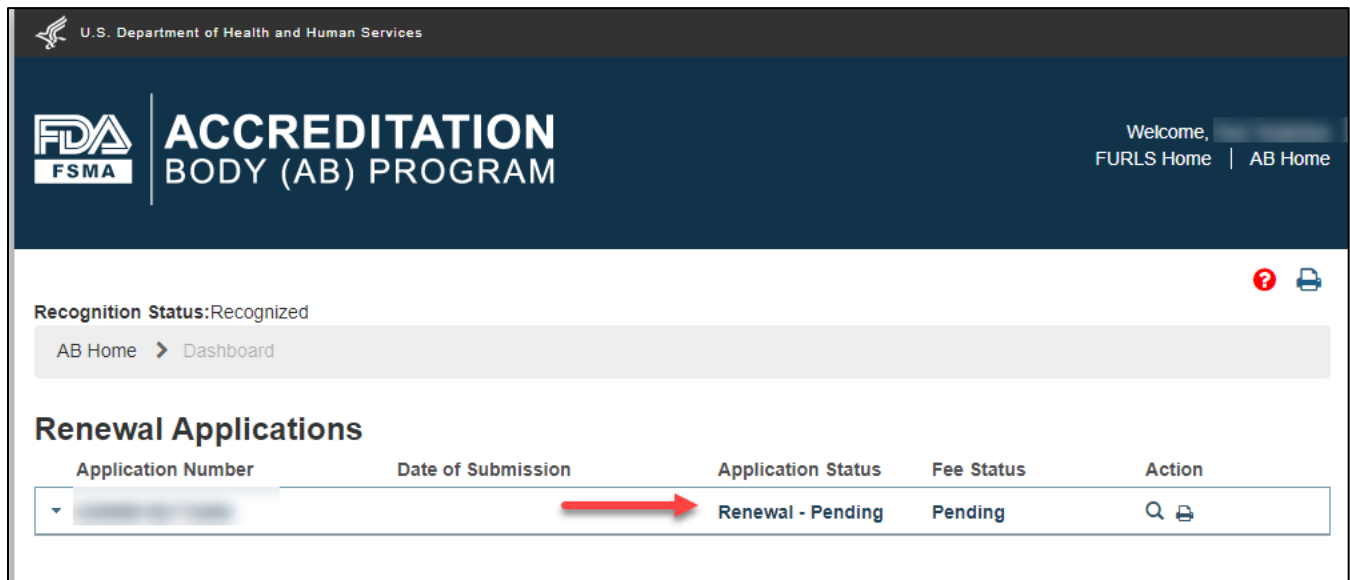 U.S. Department of Health and Human Services
FDA
FSMA
ACCREDITATION
BODY (AB) PROGRAM
Welcome,
FURLS Home | AB Home
?
Recognition Status:Recognized
AB Home > Dashboard
Renewal Applications
Application Number Date of Submission Application Status Fee Status Action
Renewal - Pending Pending